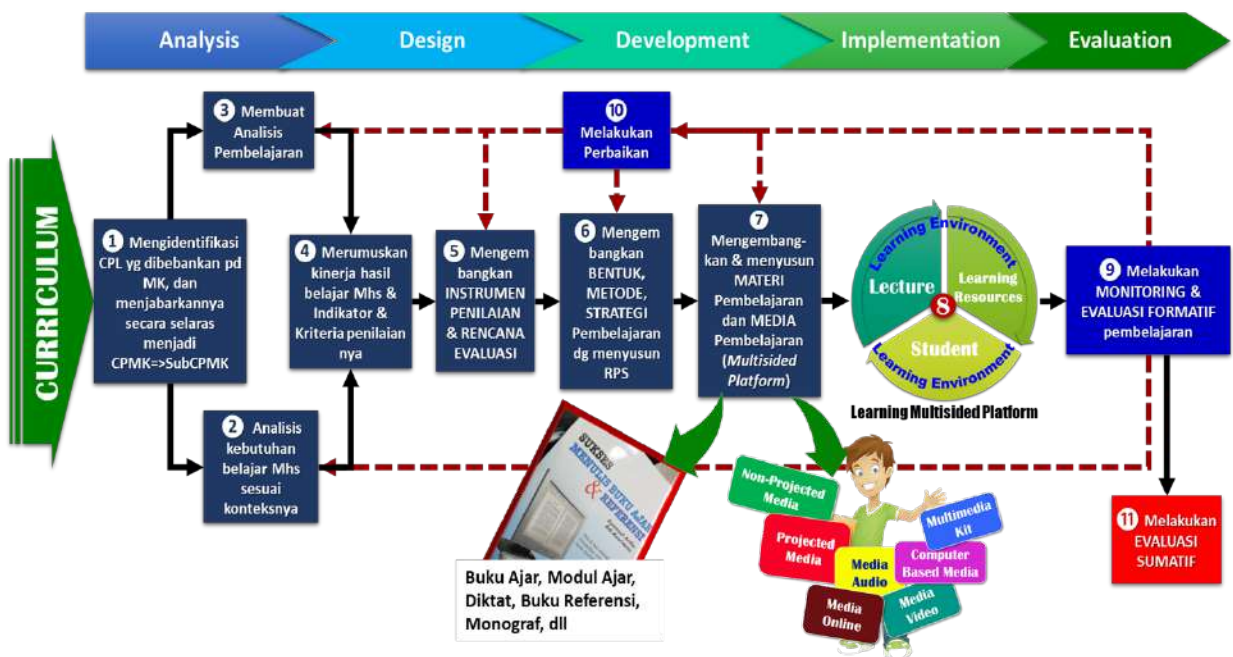 Analysis
Design
Development
Implementation
Evaluation
CURRICULUM
3 Membuat
Analisis
Pembelajaran
10
Melakukan
Perbaikan
1 Mengidentifikasi
CPL yg dibebankan pd
MK, dan
menjabarkannya
secara selaras
menjadi
CPMK=>SubCPMK
4 Merumuskan
kinerja hasil
belajar Mhs &
Indikator &
Kriteria penilaian
nya
5 Mengem
bangkan
INSTRUMEN
PENILAIAN
& RENCANA
EVALUASI
6 Mengem
bangkan
BENTUK,
METODE,
STRATEGI
Pembelajaran
dg menyusun
RPS
7
Mengembang-
kan & menyusun
MATERI
Pembelajaran
dan MEDIA
Pembelajaran
(Multisided
Platform)
Learning Environment
Lecture
Learning
Resources
8
Student
Learning Environment
Learning Multisided Platform
9 Melakukan
MONITORING &
EVALUASI FORMATIF
pembelajaran
2 Analisis
kebutuhan
belajar Mhs
sesuai
konteksnya
SUKSES
MENULIS BUKU AJAR
& REFERENSI
Buku Ajar, Modul Ajar,
Diktat, Buku Referensi,
Monograf, dll
Non-Projected
Media
Projected
Media
Media
Audio
Multimedia
Kit
Computer
Based Media
Media
Online
Media
Video
11 Melakukan
EVALUASI
SUMATIF